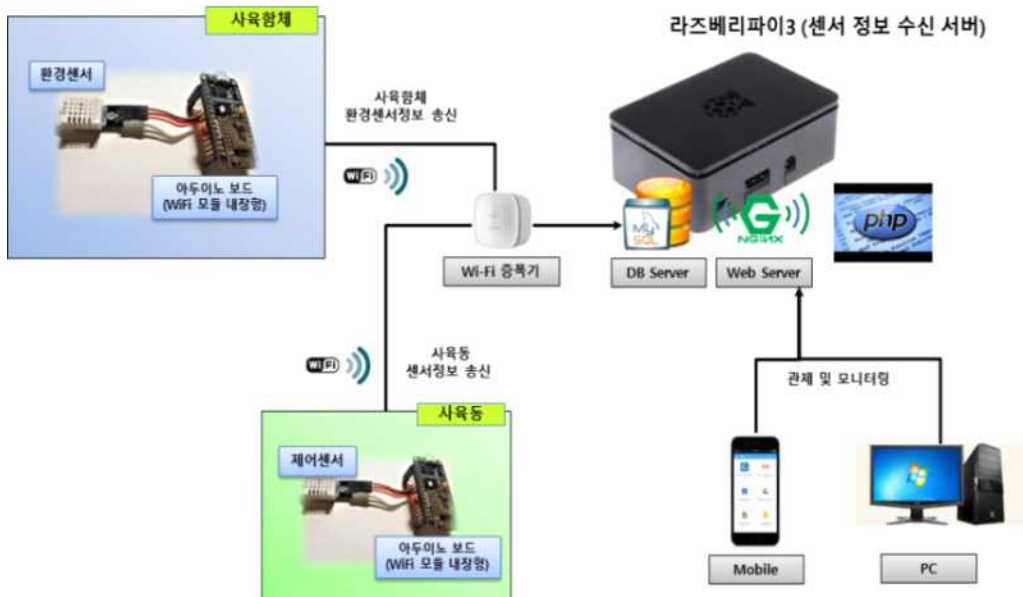 사육함체
라즈베리파이3 (센서 정보 수신 서버)
환경센서
사육함체
환경센서정보 송신
아두이노 보드
(WiFi 모듈 내장형)
WiFi
My
SQL
G
NGiNX
php
Wi-Fi 증폭기
DB Server
Web Server
WiFi
사육동
센서정보 송신
관제 및 모니터링
사육동
제어센서
아두이노 보드
(WiFi 모듈 내장형)
Mobile
PC